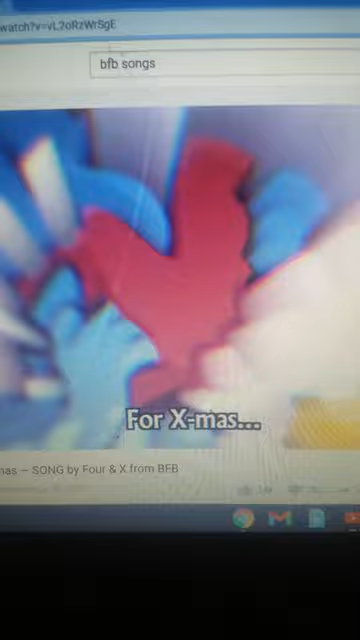 watch?v=vL2oRzWrSgE
bfb songs
For X-mas...
mas – SONG by Four & X from BFB